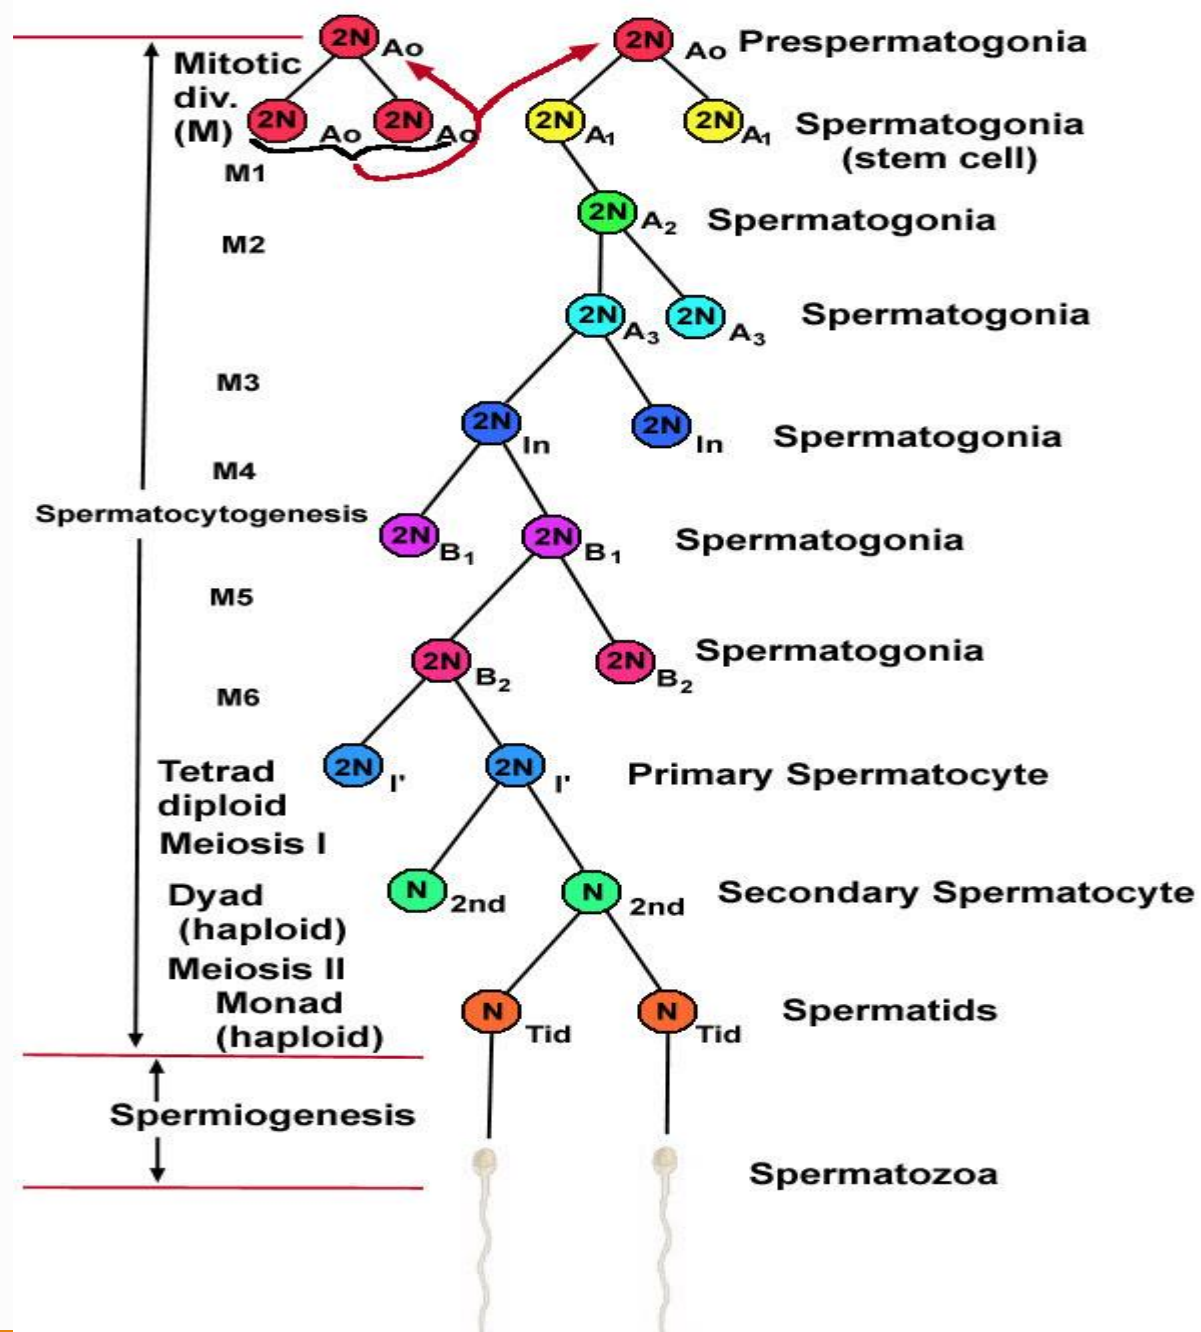 2N Ao 2N Ao Prespermatogonia
Mitotic
div.
(M)
2N Ao 2N Ao 2N A1 2N A1 Spermatogonia
(stem cell)
M1
2N A2 Spermatogonia
M2
2N A3 2N A3 Spermatogonia
M3
2N In 2N In Spermatogonia
M4
Spermatocytogenesis
2N B1 2N B1 Spermatogonia
M5
2N B2 2N B2 Spermatogonia
M6
Tetrad
diploid
2N I' 2N I' Primary Spermatocyte
Meiosis I
Dyad
(haploid)
N 2nd N 2nd Secondary Spermatocyte
Meiosis II
Monad
(haploid)
N Tid N Tid Spermatids
Spermiogenesis
Spermatozoa